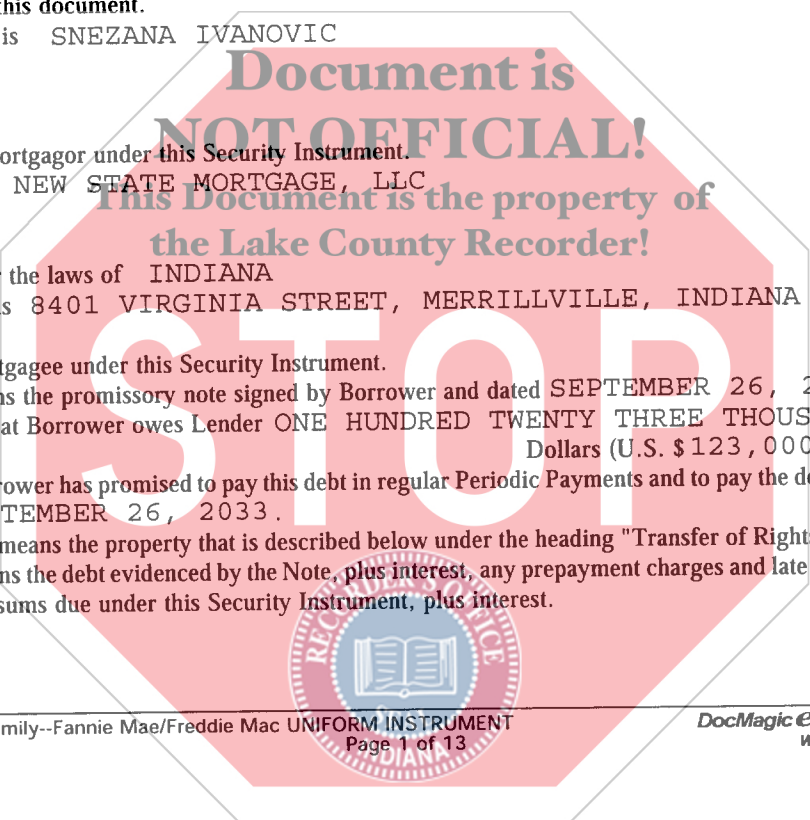 this document.
is SNEZANA IVANOVIC
Document is
NOT OFFICIAL!
ortgagor under this Security Instrument.
NEW STATE MORTGAGE, LLC
This Document is the property of
the Lake County Recorder!
the laws of INDIANA
s 8401 VIRGINIA STREET, MERRILLVILLE, INDIANA
STOP
tgagee under this Security Instrument.
ns the promissory note signed by Borrower and dated SEPTEMBER 26, 2
at Borrower owes Lender ONE HUNDRED TWENTY THREE THOUS
Dollars (U.S. $ 123,000
rower has promised to pay this debt in regular Periodic Payments and to pay the de
TEMBER 26, 2033.
means the property that is described below under the heading "Transfer of Rights
ns the debt evidenced by the Note, plus interest, any prepayment charges and late
sums due under this Security Instrument, plus interest.
RECORDER'S OFFICE
INDIANA
mily--Fannie Mae/Freddie Mac UNIFORM INSTRUMENT
DocMagic e
Page 1 of 13